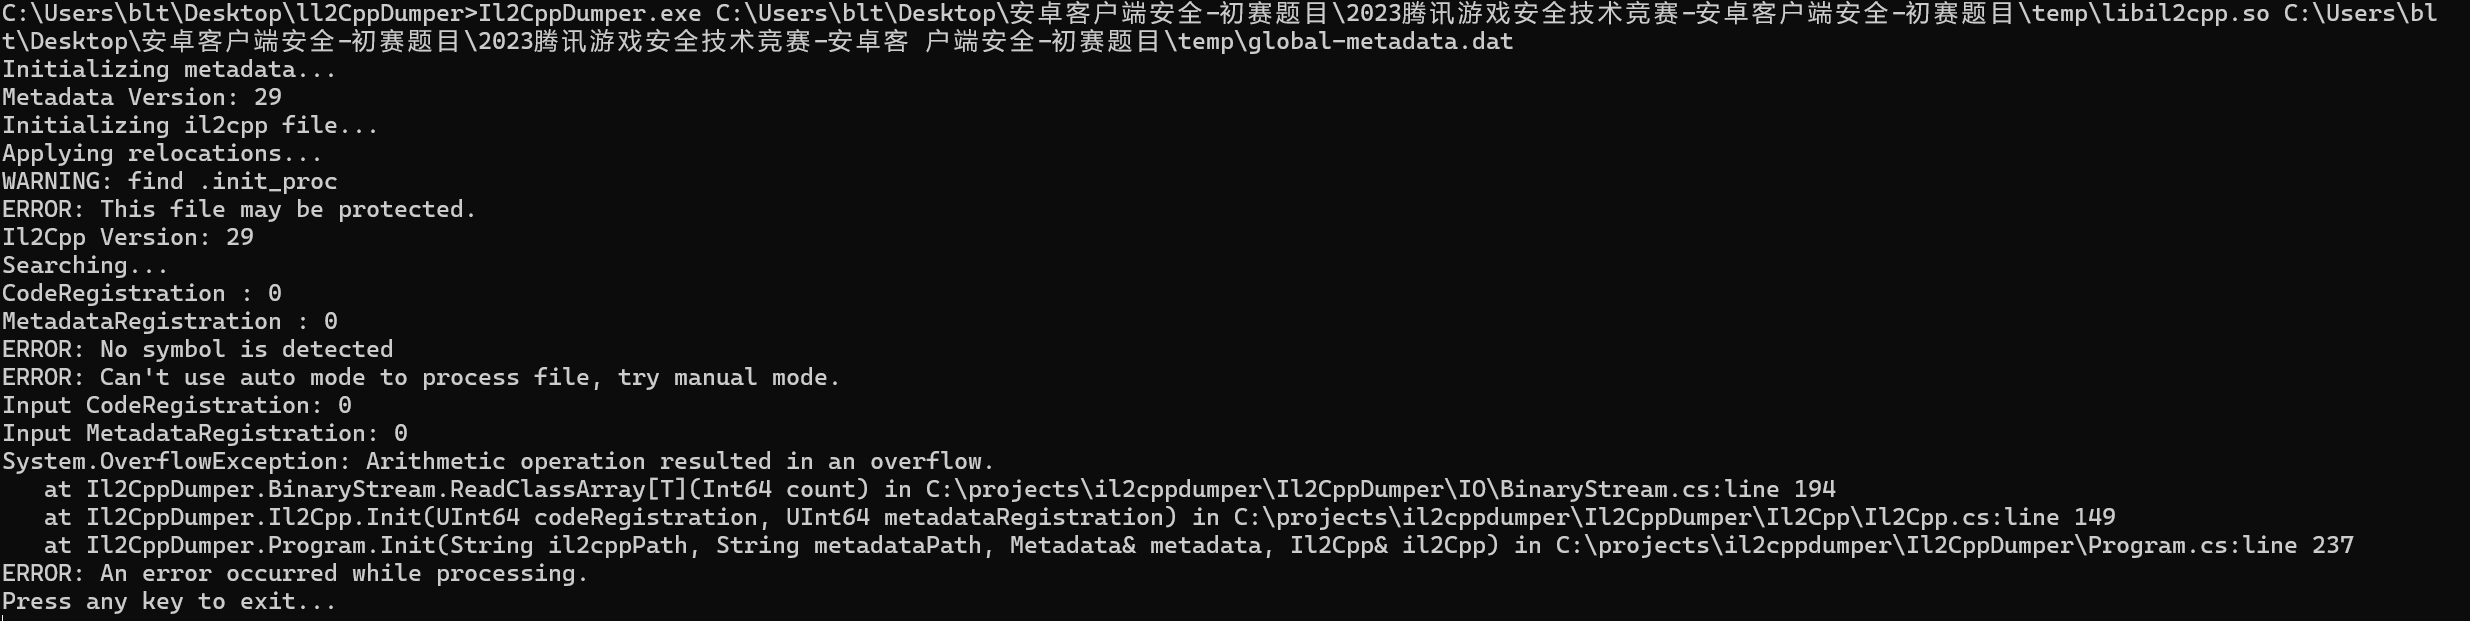 C:\Users\blt\Desktop\ll2CppDumper>Il2CppDumper.exe C:\Users\blt\Desktop\安卓客户端安全-初赛题目\2023腾讯游戏安全技术竞赛-安卓客户端安全-初赛题目\temp\libil2cpp.so C:\Users\bl
t\Desktop\安卓客户端安全-初赛题目\2023腾讯游戏安全技术竞赛-安卓客 户端安全-初赛题目\temp\global-metadata.dat
Initializing metadata...
Metadata Version: 29
Initializing il2cpp file...
Applying relocations...
WARNING: find .init_proc
ERROR: This file may be protected.
Il2Cpp Version: 29
Searching...
CodeRegistration : 0
MetadataRegistration : 0
ERROR: No symbol is detected
ERROR: Can't use auto mode to process file, try manual mode.
Input CodeRegistration: 0
Input MetadataRegistration: 0
System.OverflowException: Arithmetic operation resulted in an overflow.
   at Il2CppDumper.BinaryStream.ReadClassArray[T](Int64 count) in C:\projects\il2cppdumper\Il2CppDumper\IO\BinaryStream.cs:line 194
   at Il2CppDumper.Il2Cpp.Init(UInt64 codeRegistration, UInt64 metadataRegistration) in C:\projects\il2cppdumper\Il2CppDumper\Il2Cpp\Il2Cpp.cs:line 149
   at Il2CppDumper.Program.Init(String il2cppPath, String metadataPath, Metadata& metadata, Il2Cpp& il2Cpp) in C:\projects\il2cppdumper\Il2CppDumper\Program.cs:line 237
ERROR: An error occurred while processing.
Press any key to exit...